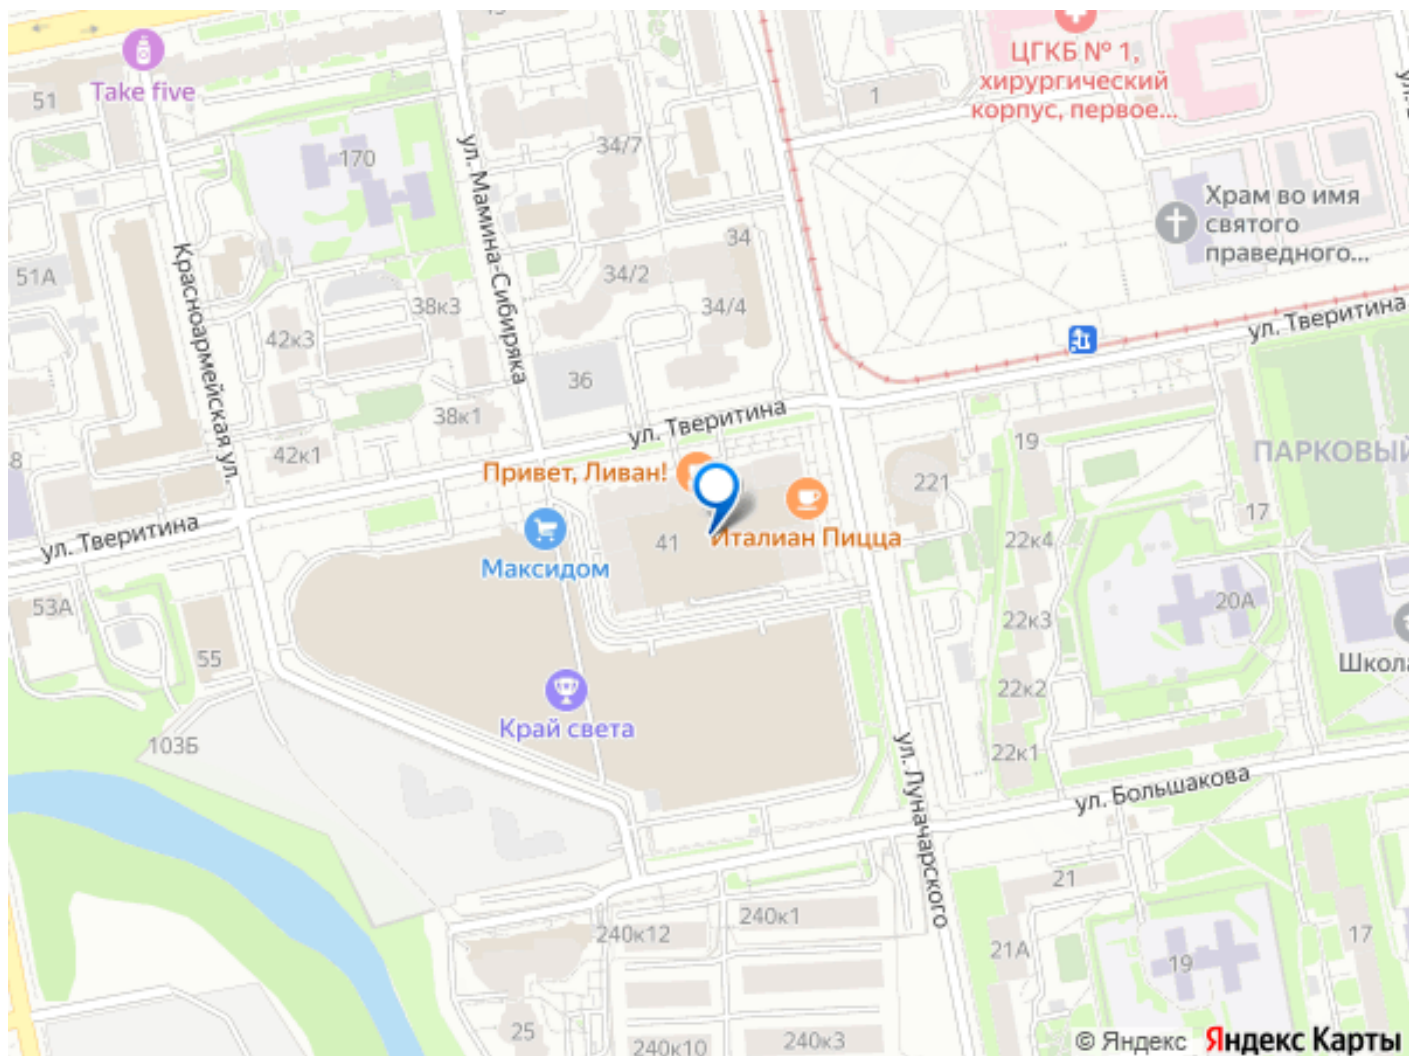 43
51
Take five
ЦГКБ № 1,
хирургический
корпус, первое...
1
170
34/7
ул. Мамина-Сибиряка
Храм во имя
святого
праведного...
Красноармейская ул.
34
51А
34/2
34/4
38к3
42к3
ул. Тверитина
36
38к1
ул. Тверитина
19
42к1
ПАРКОВЫЙ
Привет, Ливан!
221
17
ул. Тверитина
41
Италиан Пицца
22к4
Максидом
53А
20А
22к3
55
Школа
22к2
Край света
103Б
22к1
ул. Луначарского
ул. Большакова
21
240к1
240к12
21А
17
19
25
240к10
240к3
© Яндекс
Яндекс Карты